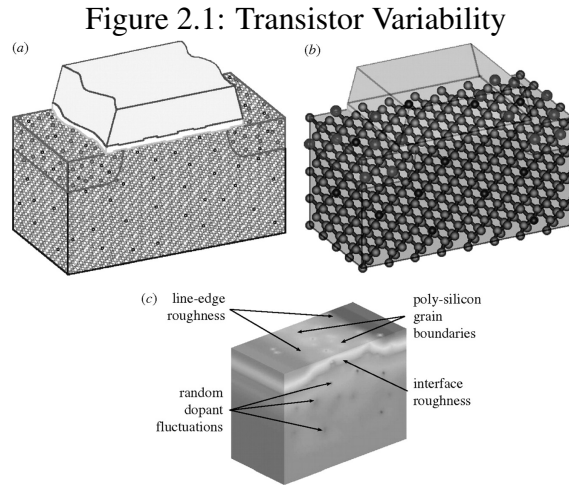 Figure 2.1: Transistor Variability
(a)
(b)
(c)
line-edge
roughness
poly-silicon
grain
boundaries
random
dopant
fluctuations
interface
roughness